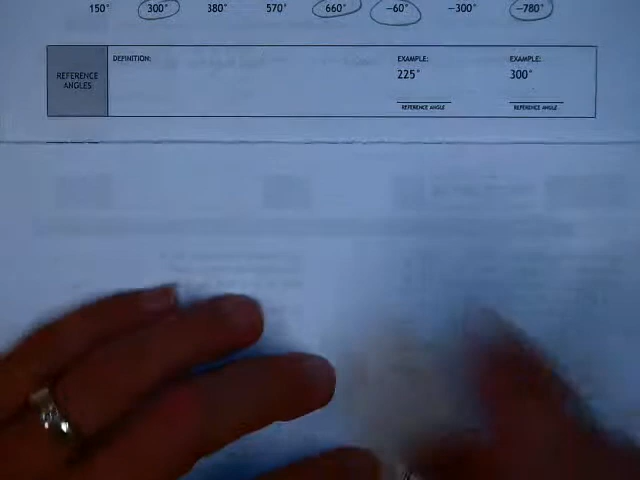 150° 300° 380° 570° 660° -60° -300° -780°
REFERENCE ANGLES
DEFINITION:
EXAMPLE:
225°
REFERENCE ANGLE
EXAMPLE:
300°
REFERENCE ANGLE